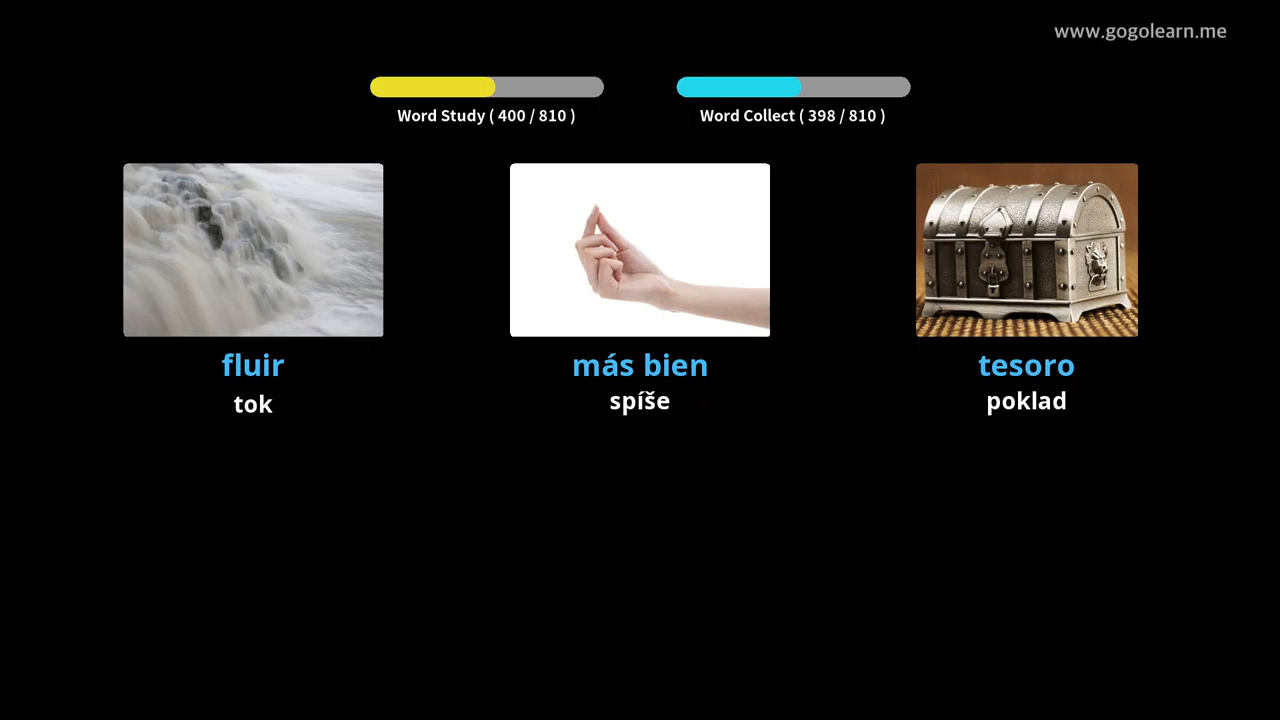 www.gogolearn.me
Word Study ( 400 / 810 )
Word Collect ( 398 / 810 )
fluir
más bien
tesoro
tok
spíše
poklad